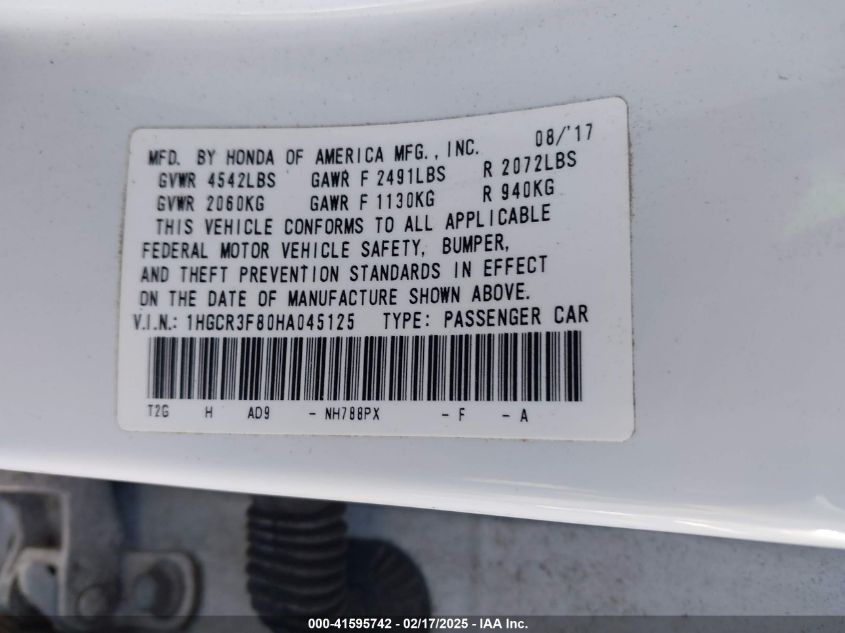 MFD. BY HONDA OF AMERICA MFG., INC. 08/'17
GVWR 4542LBS GAWR F 2491LBS R 2072LBS
GVWR 2060KG GAWR F 1130KG R 940KG
THIS VEHICLE CONFORMS TO ALL APPLICABLE
FEDERAL MOTOR VEHICLE SAFETY, BUMPER,
AND THEFT PREVENTION STANDARDS IN EFFECT
ON THE DATE OF MANUFACTURE SHOWN ABOVE.
V.I.N.: 1HGCR3F80HA045125 TYPE: PASSENGER CAR
T2G H AD9 - NH788PX - F - A
000-41595742 - 02/17/2025 - IAA Inc.